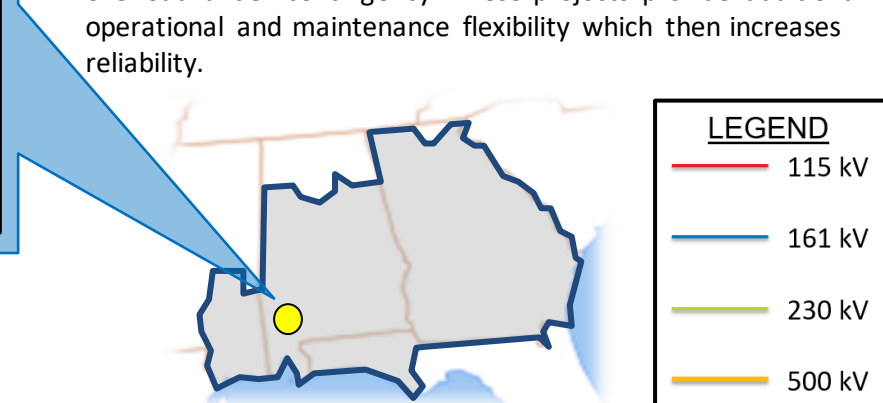 operational and maintenance flexibility which then increases
reliability.
LEGEND
115 kV
161 kV
230 kV
500 kV